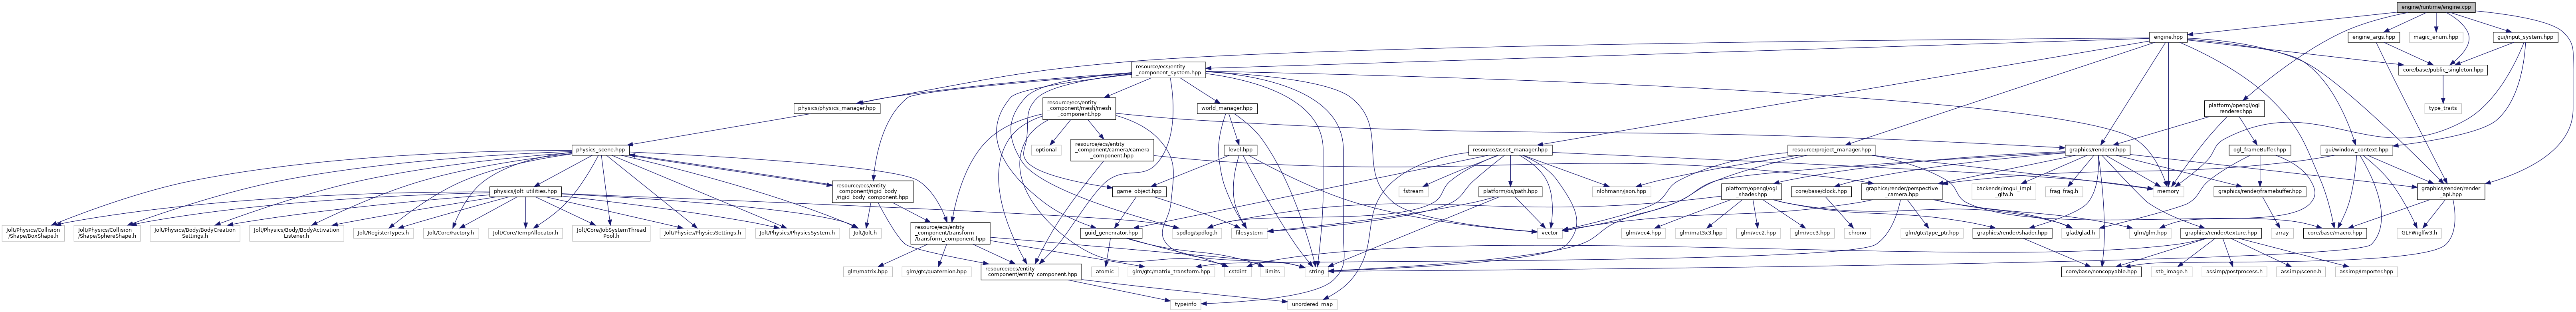 engine/runtime/engine.cpp
engine.hpp
engine_args.hpp
magic_enum.hpp
gui/input_system.hpp
resource/ecs/entity
_component_system.hpp
core/base/public_singleton.hpp
physics/physics_manager.hpp
resource/ecs/entity
_component/mesh/mesh
_component.hpp
world_manager.hpp
platform/opengl/ogl
_renderer.hpp
type_traits
physics_scene.hpp
optional
resource/ecs/entity
_component/camera/camera
_component.hpp
level.hpp
resource/asset_manager.hpp
resource/project_manager.hpp
graphics/renderer.hpp
ogl_frameBuffer.hpp
gui/window_context.hpp
physics/jolt_utilities.hpp
resource/ecs/entity
_component/rigid_body
/rigid_body_component.hpp
game_object.hpp
fstream
platform/os/path.hpp
nlohmann/json.hpp
platform/opengl/ogl
_shader.hpp
core/base/clock.hpp
graphics/render/perspective
_camera.hpp
backends/imgui_impl
_glfw.h
frag_frag.h
memory
graphics/render/framebuffer.hpp
graphics/render/render
_api.hpp
Jolt/Physics/Collision
/Shape/BoxShape.h
Jolt/Physics/Collision
/Shape/SphereShape.h
Jolt/Physics/Body/BodyCreation
Settings.h
Jolt/Physics/Body/BodyActivation
Listener.h
Jolt/RegisterTypes.h
Jolt/Core/Factory.h
Jolt/Core/TempAllocator.h
Jolt/Core/JobSystemThread
Pool.h
Jolt/Physics/PhysicsSettings.h
Jolt/Physics/PhysicsSystem.h
Jolt/Jolt.h
resource/ecs/entity
_component/transform
/transform_component.hpp
guid_generator.hpp
spdlog/spdlog.h
filesystem
vector
glm/vec4.hpp
glm/mat3x3.hpp
glm/vec2.hpp
glm/vec3.hpp
chrono
glm/gtc/type_ptr.hpp
graphics/render/shader.hpp
glad/glad.h
glm/glm.hpp
graphics/render/texture.hpp
array
core/base/macro.hpp
GLFW/glfw3.h
glm/matrix.hpp
glm/gtc/quaternion.hpp
resource/ecs/entity
_component/entity_component.hpp
atomic
glm/gtc/matrix_transform.hpp
cstdint
limits
string
core/base/noncopyable.hpp
stb_image.h
assimp/postprocess.h
assimp/scene.h
assimp/Importer.hpp
typeinfo
unordered_map